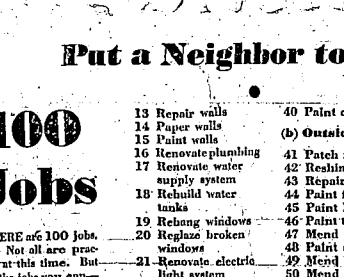 Put a Neighbor to
100
Jobs
ERE are 100 jobs.
Not all are prac-
at this time. But
13 Repair walls
14 Paper walls
15 Paint walls
16 Renovate plumbing
17 Renovate water
supply system
18 Rebuild water
tanks
19 Rehang windows
20 Reglaze broken
windows
21 Renovate electric
light system
40 Paint
(b) Outsid
41 Patch
42 Reshin
43 Repair
44 Paint
45 Paint
46 Paint
47 Mend
48 Paint
49 Mend
50 Mend